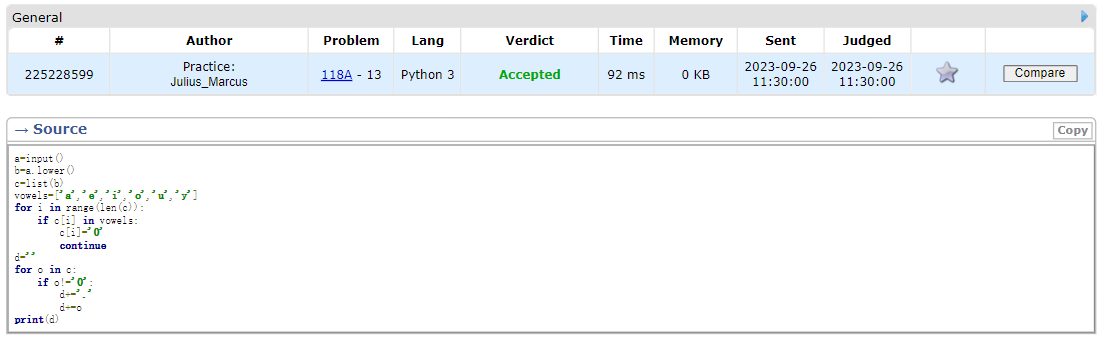 General
# Author Problem Lang Verdict Time Memory Sent Judged
225228599 Practice: Julius_Marcus 118A - 13 Python 3 Accepted 92 ms 0 KB 2023-09-26 11:30:00 2023-09-26 11:30:00 Compare
→ Source Copy
a=input()
b=a.lower()
c=list(b)
vowels=['a','e','i','o','u','y']
for i in range(len(c)):
    if c[i] in vowels:
        c[i]='0'
        continue
d=''
for o in c:
    if o!='0':
        d+='.'
        d+=o
print(d)